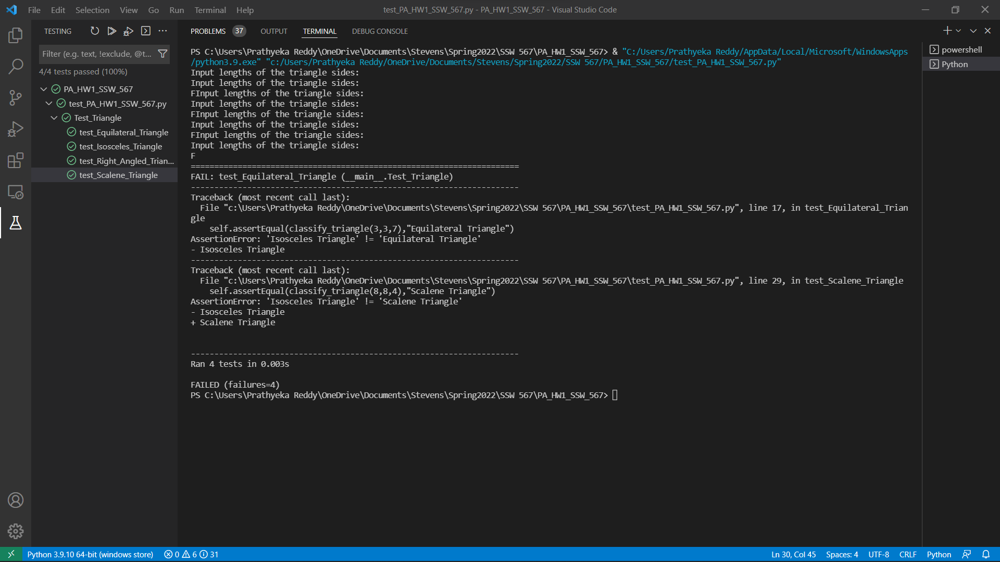 File Edit Selection View Go Run Terminal Help
test_PA_HW1_SSW_567.py - PA_HW1_SSW_567 - Visual Studio Code
TESTING
Filter (e.g. text, !exclude, @t...
4/4 tests passed (100%)
PA_HW1_SSW_567
test_PA_HW1_SSW_567.py
Test_Triangle
test_Equilateral_Triangle
test_Isosceles_Triangle
test_Right_Angled_Trian...
test_Scalene_Triangle
PROBLEMS 37 OUTPUT TERMINAL DEBUG CONSOLE
PS C:\Users\Prathyeka Reddy\OneDrive\Documents\Stevens\Spring2022\SSW 567\PA_HW1_SSW_567> & "C:/Users/Prathyeka Reddy/AppData/Local/Microsoft/WindowsApps
/python3.9.exe" "c:/Users/Prathyeka Reddy/OneDrive/Documents/Stevens/Spring2022/SSW 567/PA_HW1_SSW_567/test_PA_HW1_SSW_567.py"
Input lengths of the triangle sides:
Input lengths of the triangle sides:
FInput lengths of the triangle sides:
Input lengths of the triangle sides:
FInput lengths of the triangle sides:
Input lengths of the triangle sides:
FInput lengths of the triangle sides:
Input lengths of the triangle sides:
F
======================================================================
FAIL: test_Equilateral_Triangle (__main__.Test_Triangle)
----------------------------------------------------------------------
Traceback (most recent call last):
File "c:\Users\Prathyeka Reddy\OneDrive\Documents\Stevens\Spring2022\SSW 567\PA_HW1_SSW_567\test_PA_HW1_SSW_567.py", line 17, in test_Equilateral_Trian
gle
self.assertEqual(classify_triangle(3,3,7),"Equilateral Triangle")
AssertionError: 'Isosceles Triangle' != 'Equilateral Triangle'
- Isosceles Triangle
----------------------------------------------------------------------
Traceback (most recent call last):
File "c:\Users\Prathyeka Reddy\OneDrive\Documents\Stevens\Spring2022\SSW 567\PA_HW1_SSW_567\test_PA_HW1_SSW_567.py", line 29, in test_Scalene_Triangle
self.assertEqual(classify_triangle(8,8,4),"Scalene Triangle")
AssertionError: 'Isosceles Triangle' != 'Scalene Triangle'
- Isosceles Triangle
+ Scalene Triangle
----------------------------------------------------------------------
Ran 4 tests in 0.003s
FAILED (failures=4)
PS C:\Users\Prathyeka Reddy\OneDrive\Documents\Stevens\Spring2022\SSW 567\PA_HW1_SSW_567>
powershell
Python
Python 3.9.10 64-bit (windows store) 0 6 31
Ln 30, Col 45 Spaces: 4 UTF-8 CRLF Python